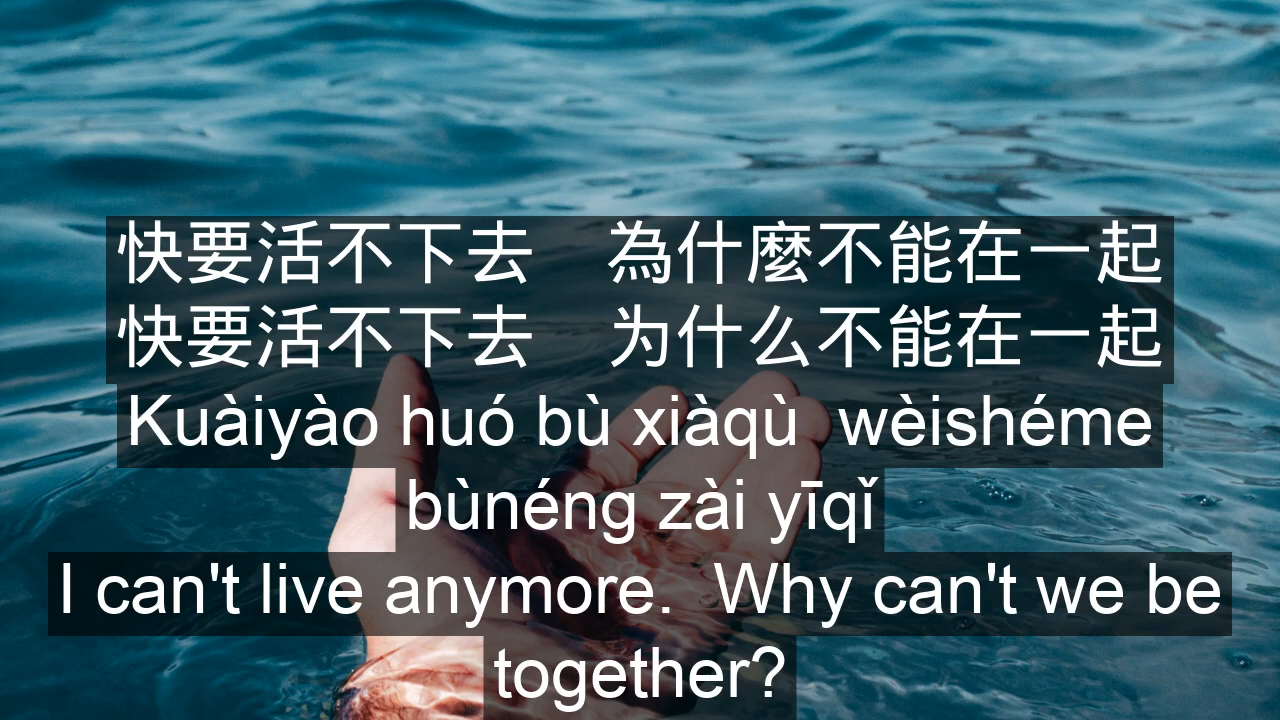 快要活不下去　為什麼不能在一起
快要活不下去　为什么不能在一起
Kuàiyào huó bù xiàqù  wèishéme
bùnéng zài yīqǐ
I can't live anymore.  Why can't we be
together?